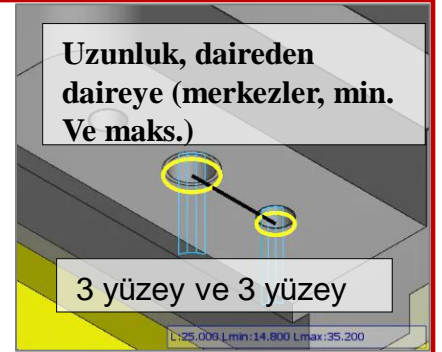 Uzunluk, daireden
daireye (merkezler, min.
Ve maks.)
3 yüzey ve 3 yüzey
L:25.000 Lmin:14.800 Lmax:35.200